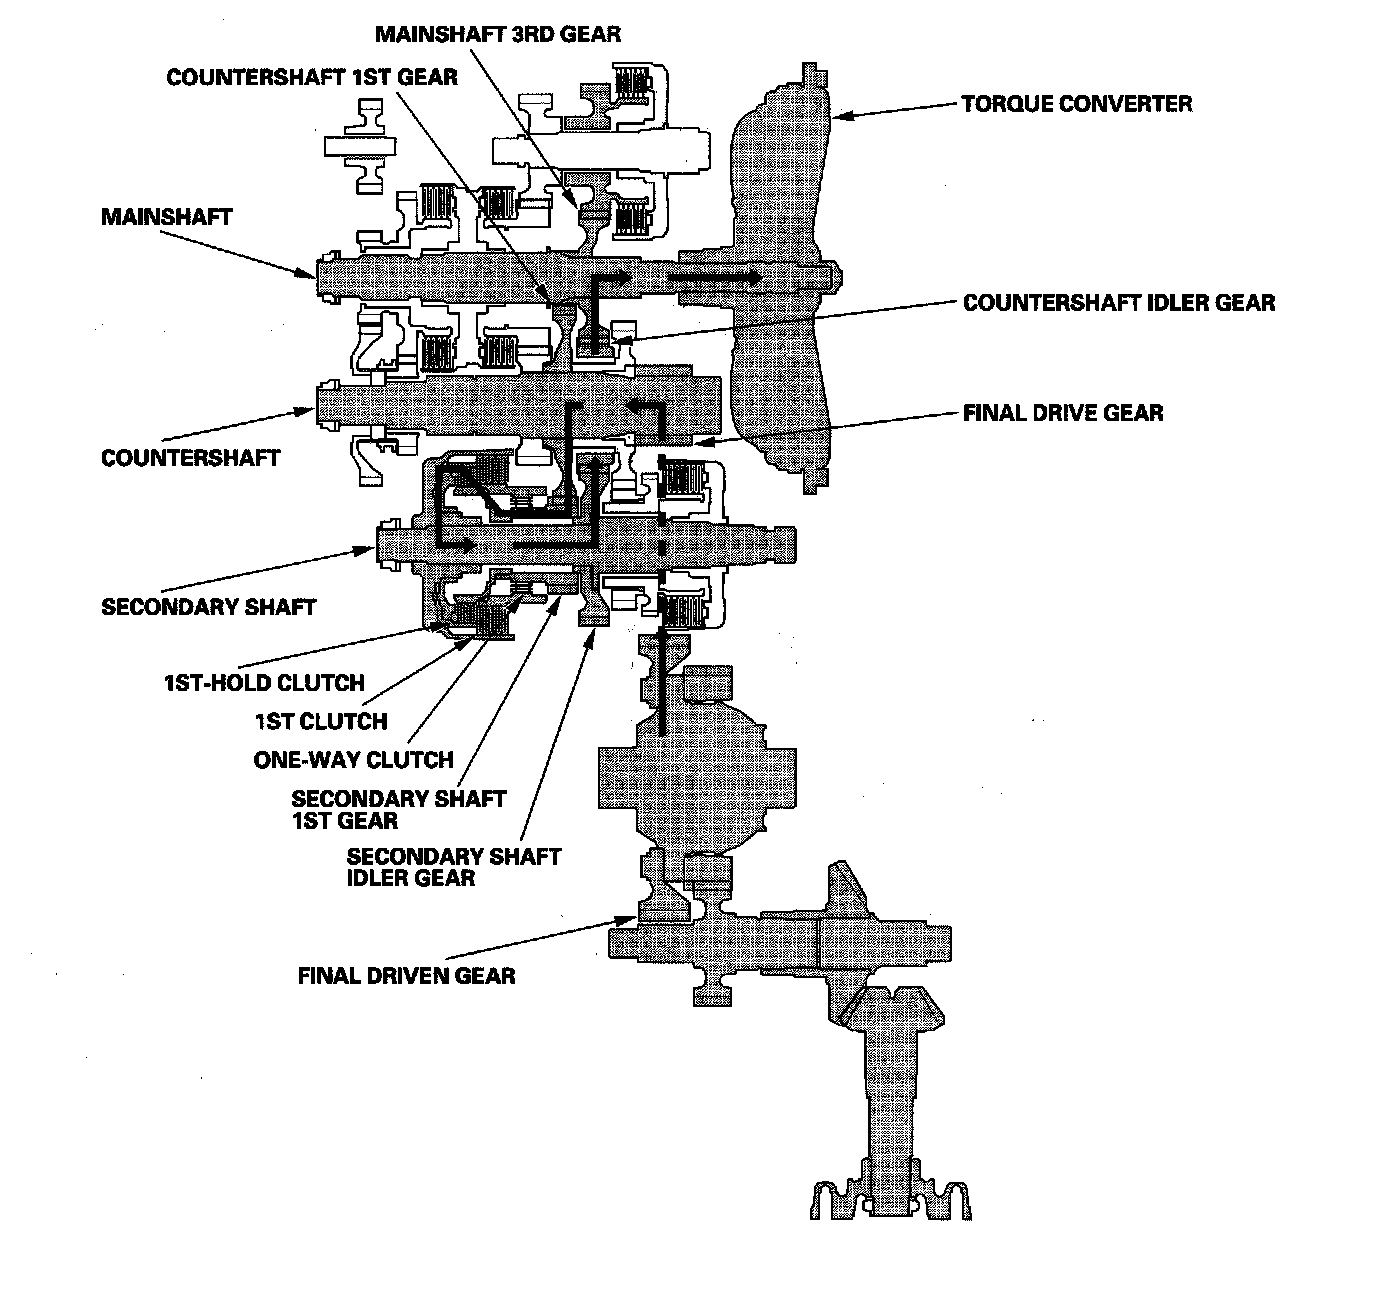 MAINSHAFT 3RD GEAR
COUNTERSHAFT 1ST GEAR
TORQUE CONVERTER
MAINSHAFT
COUNTERSHAFT IDLER GEAR
FINAL DRIVE GEAR
COUNTERSHAFT
SECONDARY SHAFT
1ST-HOLD CLUTCH
1ST CLUTCH
ONE-WAY CLUTCH
SECONDARY SHAFT
1ST GEAR
SECONDARY SHAFT
IDLER GEAR
FINAL DRIVEN GEAR